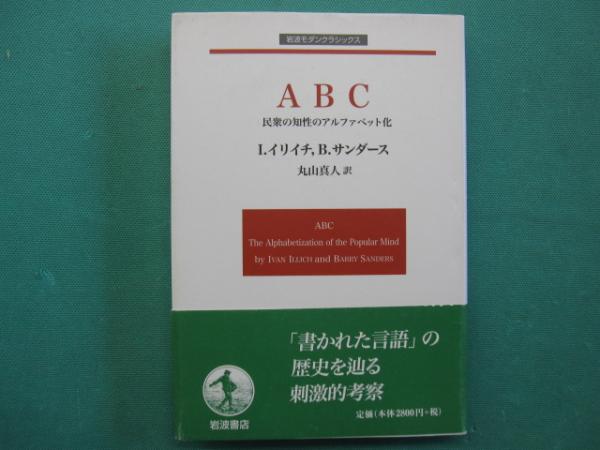 岩波モダンクラシックス
ABC
民衆の知性のアルファベット化
I.イリイチ, B.サンダース
丸山真人 訳
ABC
The Alphabetization of the Popular Mind
by IVAN ILLICH and BARRY SANDERS
「書かれた言語」の
歴史を辿る
刺激的考察
定価(本体2800円+税)
岩波書店